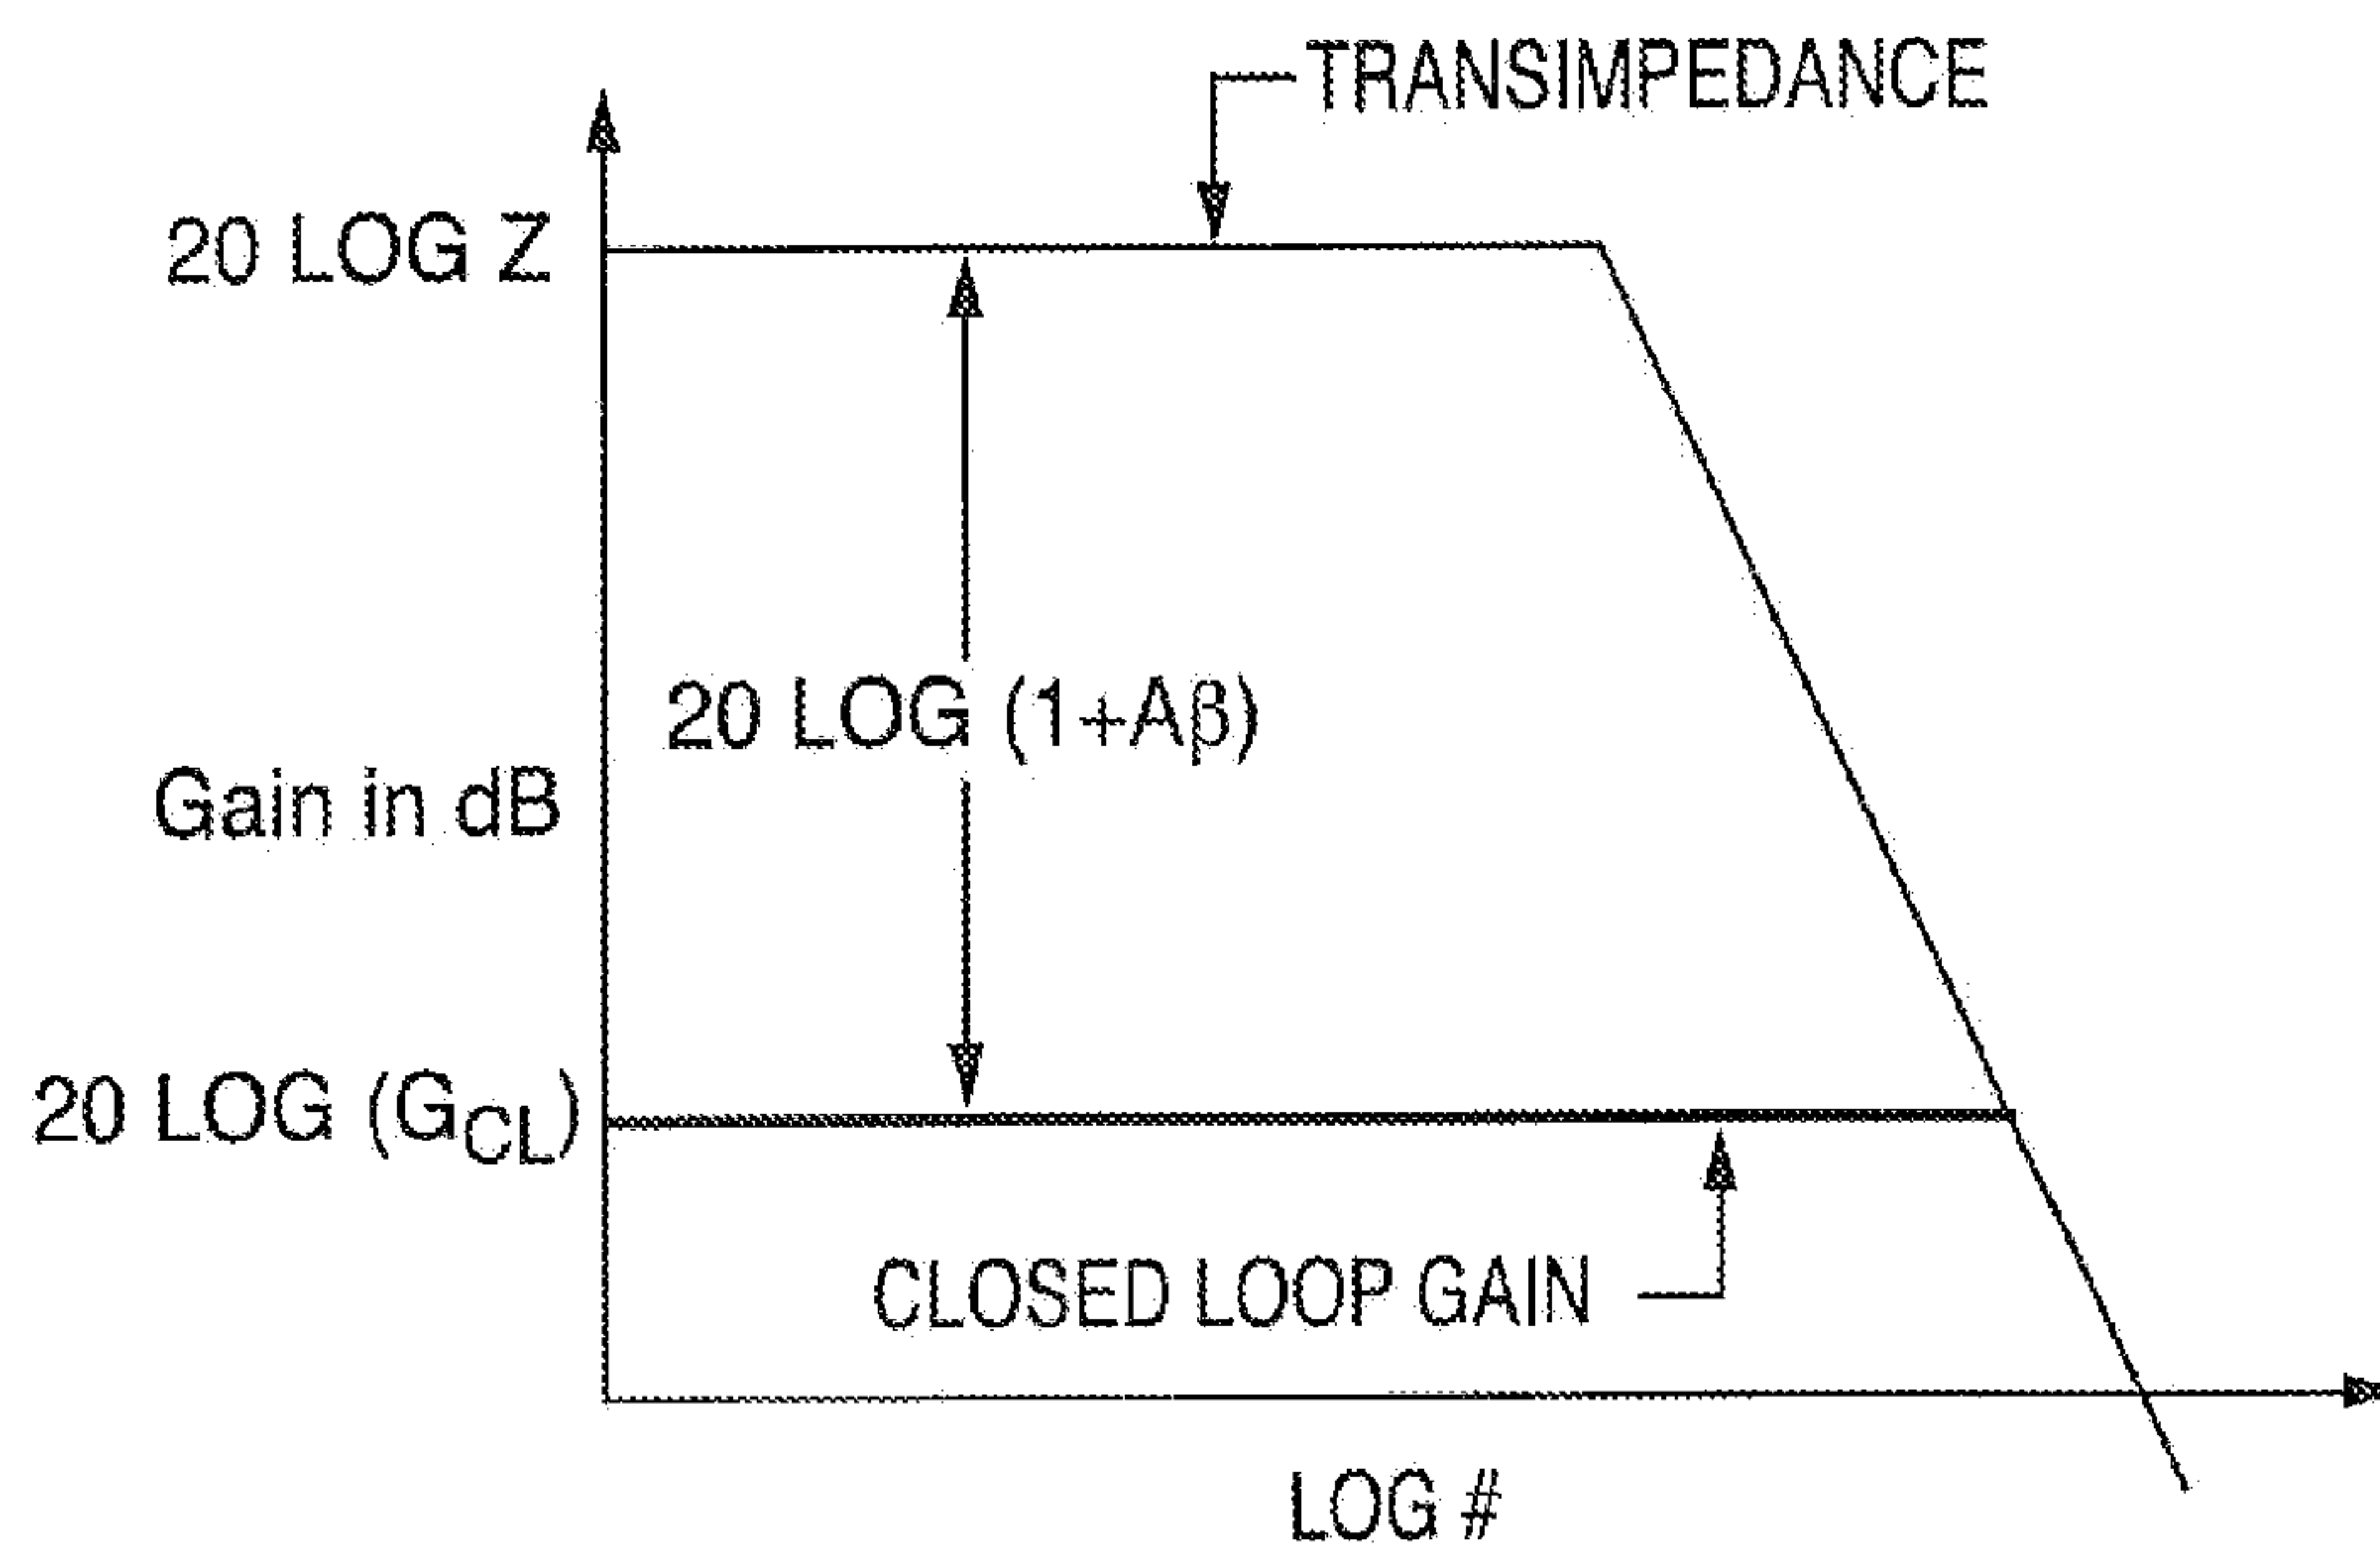 TRANSIMPEDANCE
20 LOG Z
20 LOG (1+Aβ)
Gain in dB
20 LOG (GCL)
CLOSED LOOP GAIN
LOG #